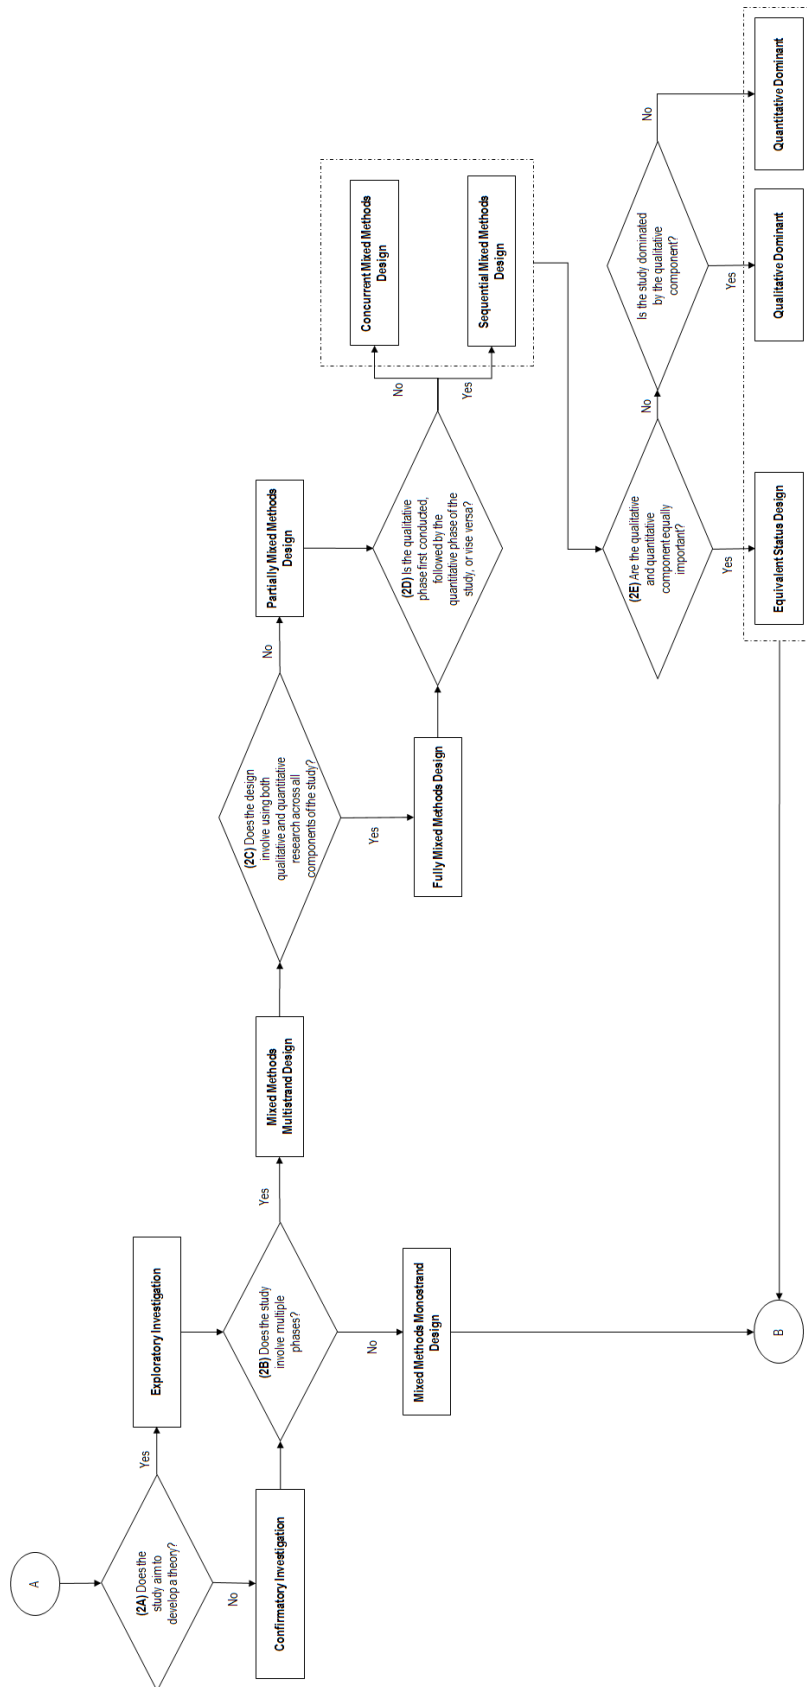 A
(2A) Does the
study aim to
develop a theory?
Yes
No
Exploratory Investigation
Confirmatory Investigation
(2B) Does the study
involve multiple
phases?
Yes
No
Mixed Methods
Multistrand Design
Mixed Methods Monostrand
Design
(2C) Does the design
involve using both
qualitative and quantitative
research across all
components of the study?
No
Yes
Partially Mixed Methods
Design
Fully Mixed Methods Design
(2D) Is the qualitative
phase first conducted,
followed by the
quantitative phase of the
study, or vise versa?
No
Yes
Concurrent Mixed Methods
Design
Sequential Mixed Methods
Design
(2E) Are the qualitative
and quantitative
component equally
important?
No
Yes
Is the study dominated
by the qualitative
component?
No
Yes
Equivalent Status Design
Qualitative Dominant
Quantitative Dominant
B